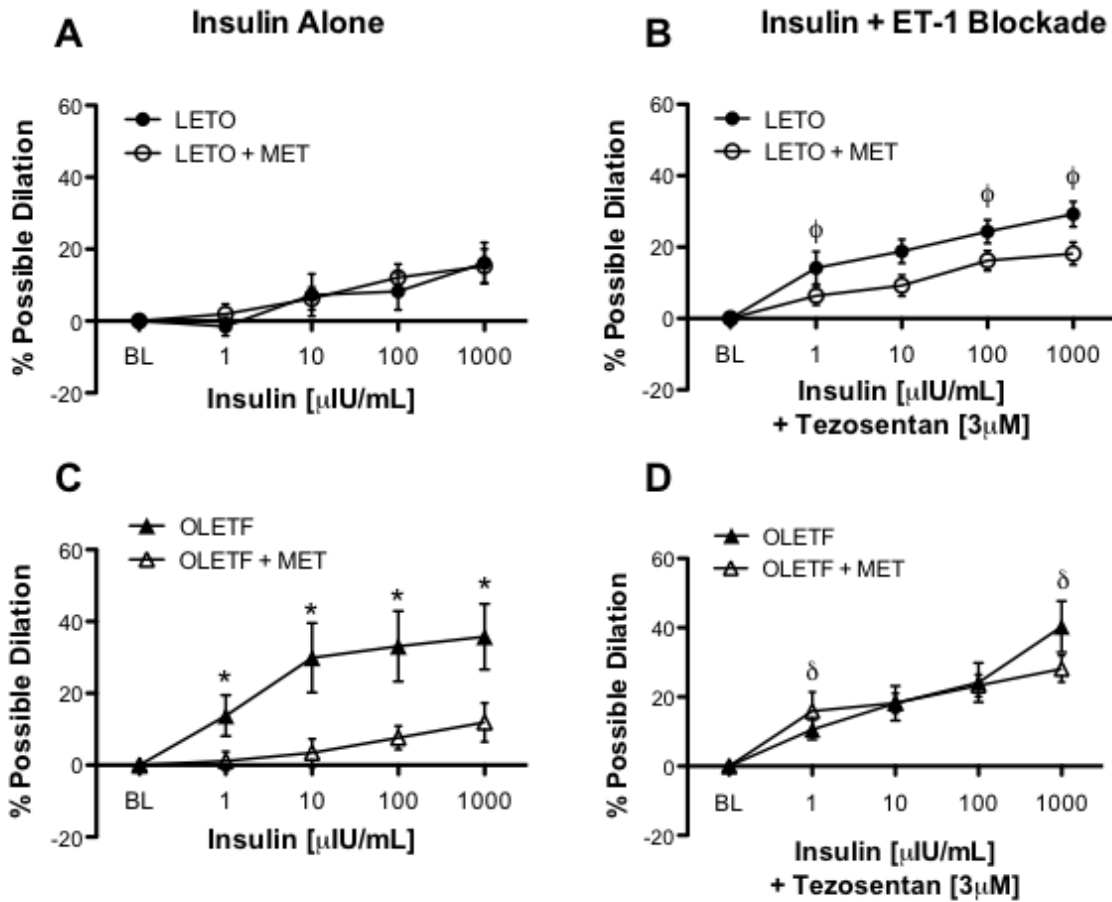 A
Insulin Alone
60
40
20
0
-20
% Possible Dilation
LETO
LETO + MET
BL
1
10
100
1000
Insulin [μIU/mL]
B
Insulin + ET-1 Blockade
60
40
20
0
-20
% Possible Dilation
LETO
LETO + MET
ϕ
ϕ
ϕ
BL
1
10
100
1000
Insulin [μIU/mL]
+ Tezosentan [3μM]
C
60
40
20
0
-20
% Possible Dilation
OLETF
OLETF + MET
*
*
*
*
BL
1
10
100
1000
Insulin [μIU/mL]
D
60
40
20
0
-20
% Possible Dilation
OLETF
OLETF + MET
δ
δ
BL
1
10
100
1000
Insulin [μIU/mL]
+ Tezosentan [3μM]